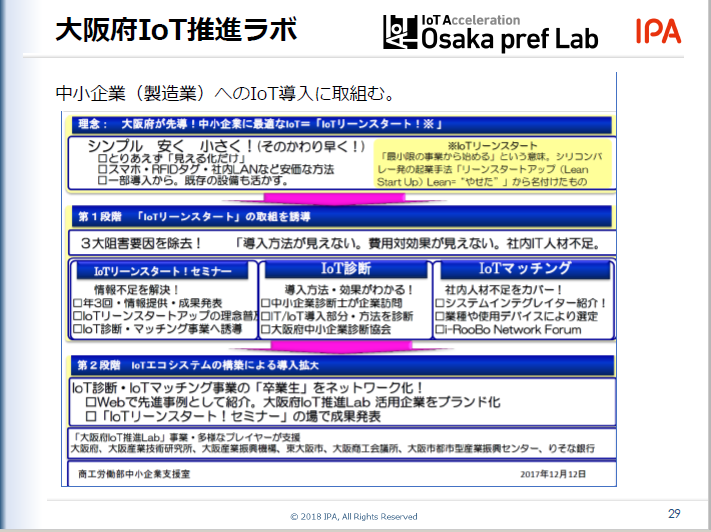 大阪府IoT推進ラボ
IoT Acceleration
Osaka pref Lab
IPA
中小企業（製造業）へのIoT導入に取組む。
理念： 大阪府が先導！中小企業に最適なIoT＝「IoTリーンスタート！※」
シンプル 安く 小さく！(そのかわり早く！)
□とりあえず「見える化だけ」
□スマホ・RFIDタグ・社内LANなど安価な方法
□一部導入から。既存の設備も活かす。
※IoTリーンスタート
「最小限の事業から始める」という意味。シリコンバ
レー発の起業手法「リーンスタートアップ（Lean
Start Up）Lean=“やせた”」から名付けたもの
第１段階 「IoTリーンスタート」の取組を誘導
３大阻害要因を除去！ 「導入方法が見えない。費用対効果が見えない。社内IT人材不足。
IoTリーンスタート！セミナー
情報不足を解決！
□年3回・情報提供・成果発表
□IoTリーンスタートアップの理念普及
□IoT診断・マッチング事業へ誘導
IoT診断
導入方法・効果がわかる！
□中小企業診断士が企業訪問
□IT/IoT導入部分・方法を診断
□大阪府中小企業診断協会
IoTマッチング
社内人材不足をカバー！
□システムインテグレイター紹介！
□業種や使用デバイスにより選定
□i-RooBo Network Forum
第２段階 IoTエコシステムの構築による導入拡大
IoT診断・IoTマッチング事業の「卒業生」をネットワーク化！
□Webで先進事例として紹介。大阪府IoT推進Lab 活用企業をブランド化
□「IoTリーンスタート！セミナー」の場で成果発表
「大阪府IoT推進Lab」事業・多様なプレイヤーが支援
大阪府、大阪産業技術研究所、大阪産業振興機構、東大阪市、大阪商工会議所、大阪市都市型産業振興センター、りそな銀行
商工労働部中小企業支援室
2017年12月12日
© 2018 IPA, All Rights Reserved
29